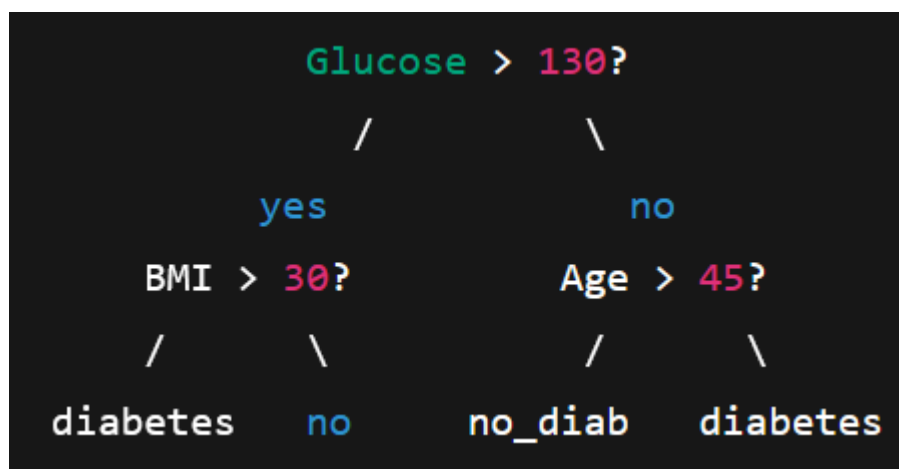 Glucose > 130?
/ \
yes no
BMI > 30? Age > 45?
/ \ / \
diabetes no no_diab diabetes